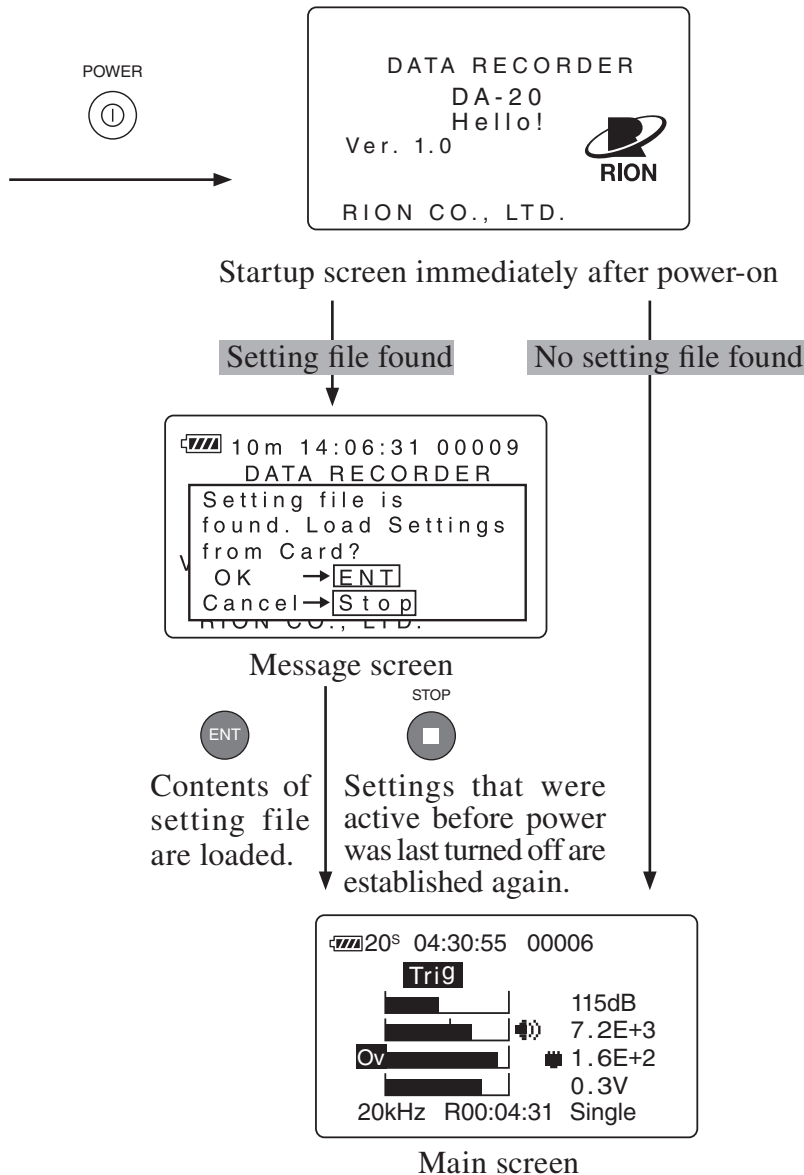 POWER
DATA RECORDER
DA-20
Hello!
Ver. 1.0
RION
RION CO., LTD.
Startup screen immediately after power-on
Setting file found
No setting file found
10m 14:06:31 00009
DATA RECORDER
Setting file is
found. Load Settings
from Card?
OK → ENT
Cancel → Stop
V
RION CO., LTD.
Message screen
ENT
STOP
Contents of
setting file
are loaded.
Settings that were
active before power
was last turned off are
established again.
20S 04:30:55 00006
Trig
115dB
7.2E+3
Ov 1.6E+2
0.3V
20kHz R00:04:31 Single
Main screen